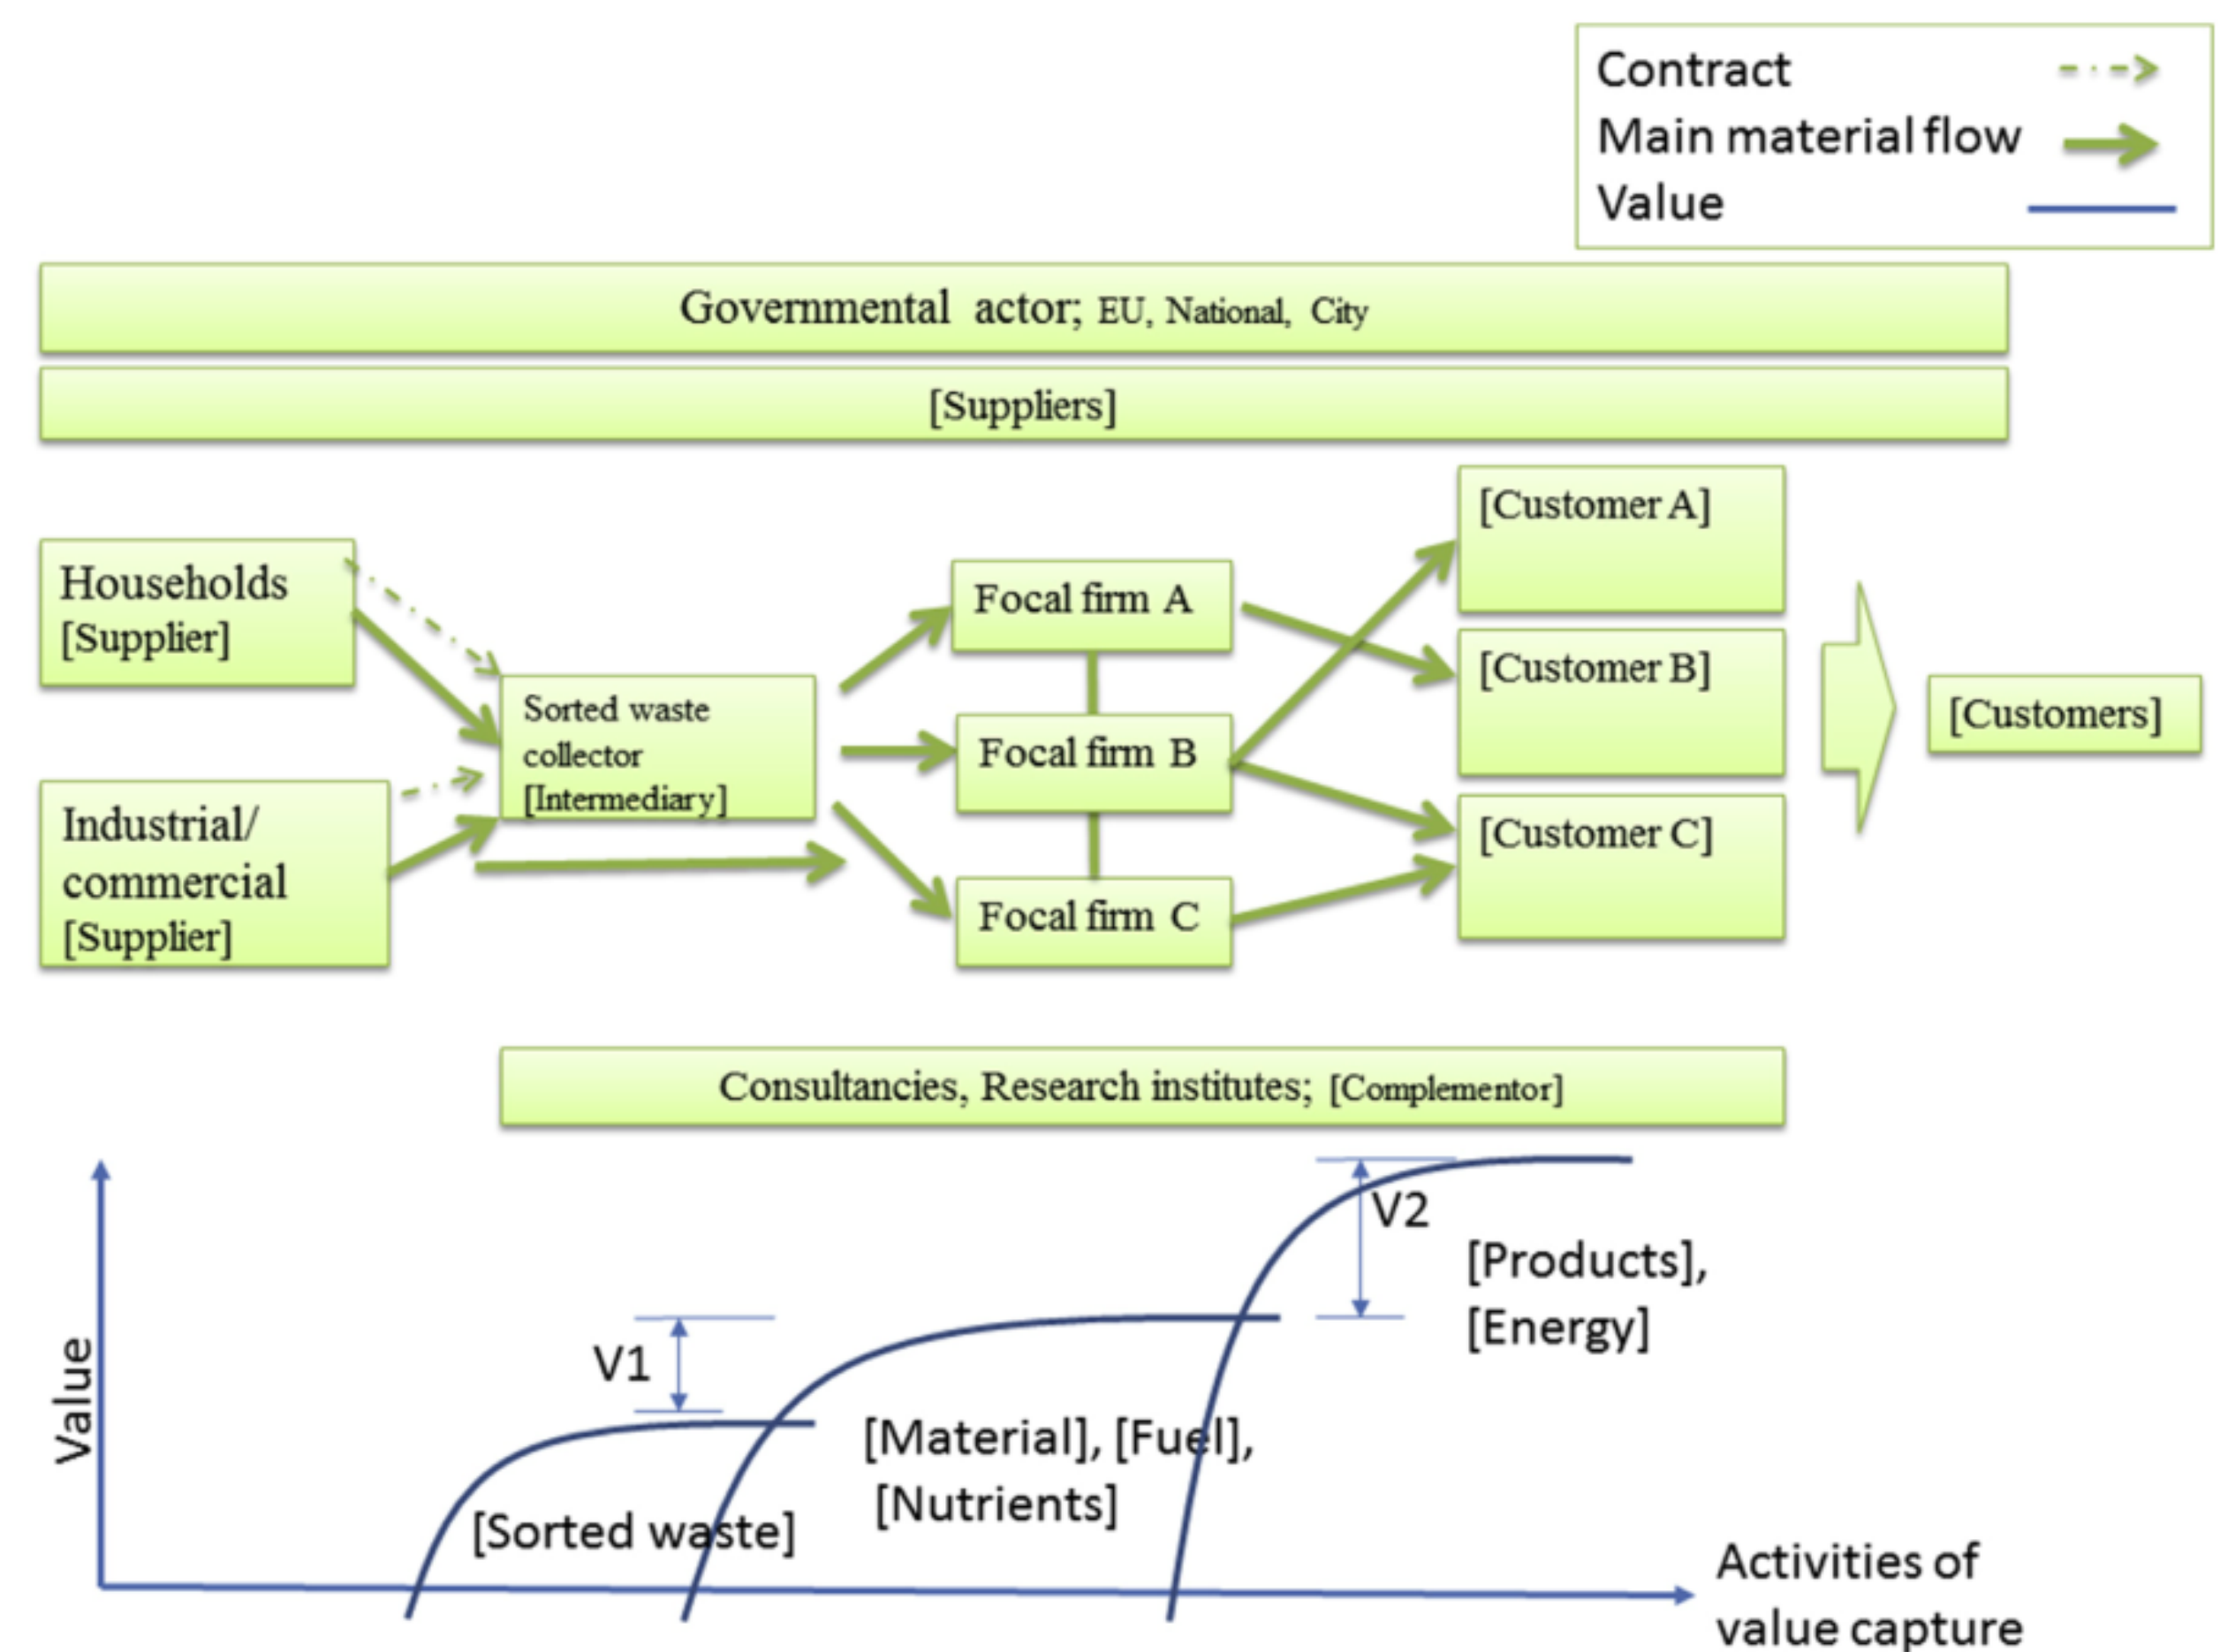 Contract
Main material flow
Value
Governmental actor; EU, National, City
[Suppliers]
Households
[Supplier]
Industrial/
commercial
[Supplier]
Sorted waste
collector
[Intermediary]
Focal firm A
Focal firm B
Focal firm C
[Customer A]
[Customer B]
[Customer C]
[Customers]
Consultancies, Research institutes; [Complementor]
Value
V1
V2
[Sorted waste]
[Material], [Fuel],
[Nutrients]
[Products],
[Energy]
Activities of
value capture